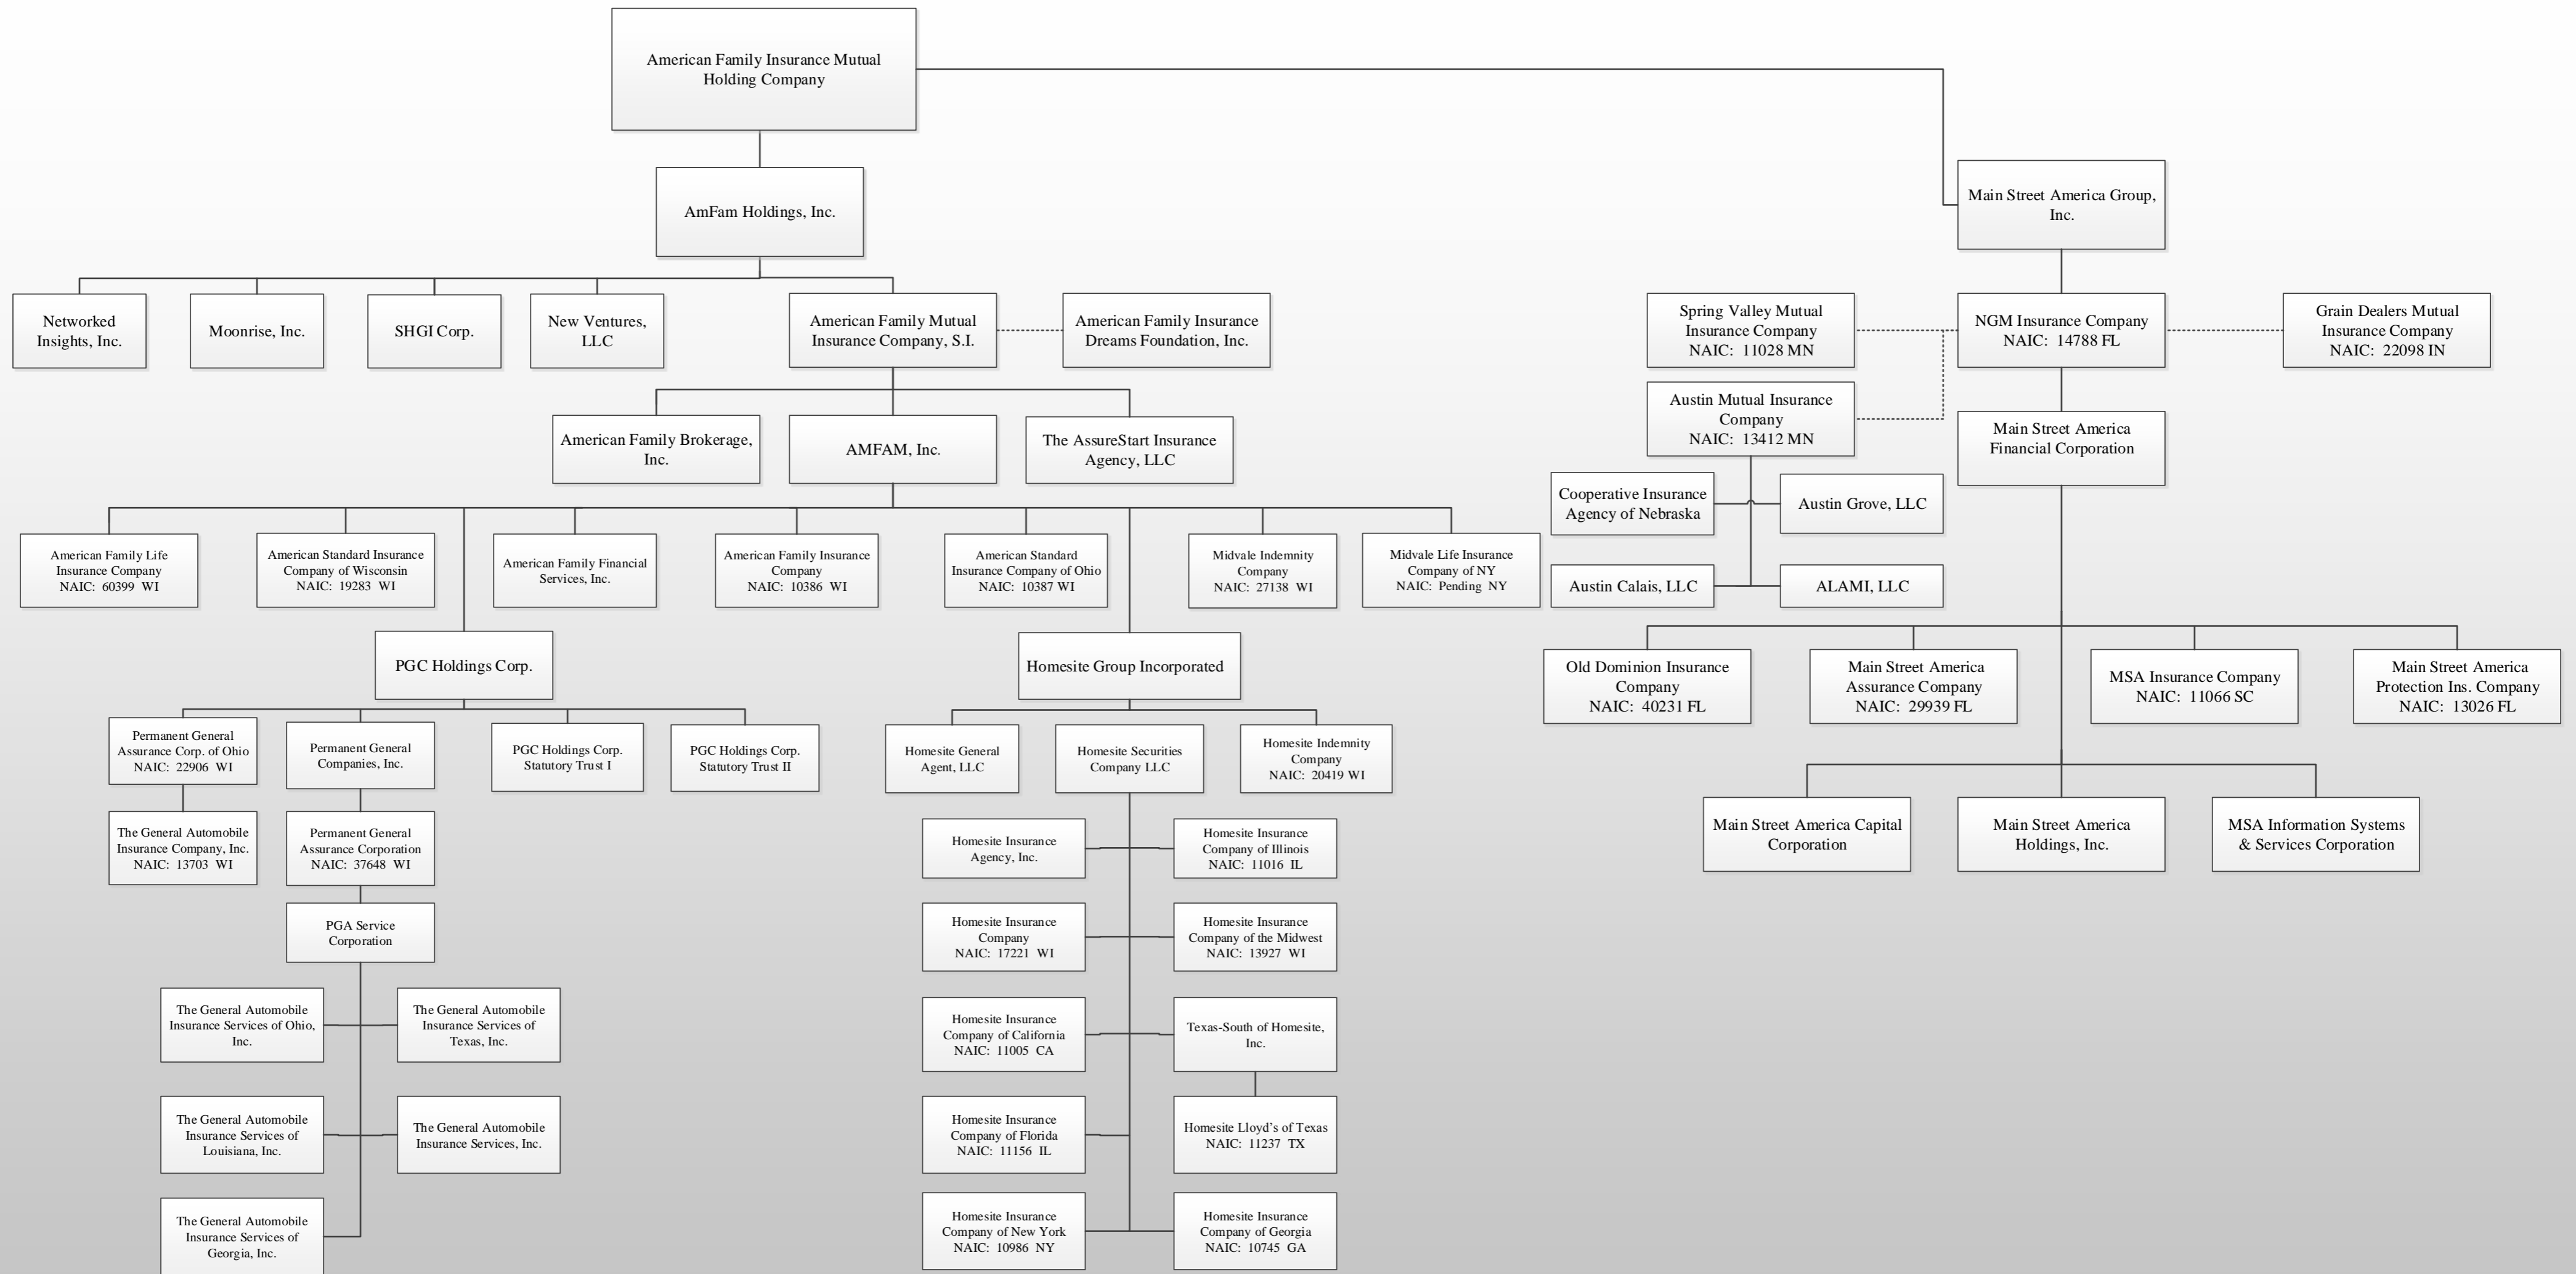 American Family Insurance Mutual
Holding Company
AmFam Holdings, Inc.
Main Street America Group,
Inc.
Networked
Insights, Inc.
Moonrise, Inc.
SHGI Corp.
New Ventures,
LLC
American Family Mutual
Insurance Company, S.I.
American Family Insurance
Dreams Foundation, Inc.
Spring Valley Mutual
Insurance Company
NAIC: 11028 MN
NGM Insurance Company
NAIC: 14788 FL
Grain Dealers Mutual
Insurance Company
NAIC: 22098 IN
American Family Brokerage,
Inc.
AMFAM, Inc.
The AssureStart Insurance
Agency, LLC
Austin Mutual Insurance
Company
NAIC: 13412 MN
Main Street America
Financial Corporation
Cooperative Insurance
Agency of Nebraska
Austin Grove, LLC
Austin Calais, LLC
ALAMI, LLC
American Family Life
Insurance Company
NAIC: 60399 WI
American Standard Insurance
Company of Wisconsin
NAIC: 19283 WI
American Family Financial
Services, Inc.
American Family Insurance
Company
NAIC: 10386 WI
American Standard
Insurance Company of Ohio
NAIC: 10387 WI
Midvale Indemnity
Company
NAIC: 27138 WI
Midvale Life Insurance
Company of NY
NAIC: Pending NY
PGC Holdings Corp.
Homesite Group Incorporated
Old Dominion Insurance
Company
NAIC: 40231 FL
Main Street America
Assurance Company
NAIC: 29939 FL
MSA Insurance Company
NAIC: 11066 SC
Main Street America
Protection Ins. Company
NAIC: 13026 FL
Permanent General
Assurance Corp. of Ohio
NAIC: 22906 WI
Permanent General
Companies, Inc.
PGC Holdings Corp.
Statutory Trust I
PGC Holdings Corp.
Statutory Trust II
Homesite General
Agent, LLC
Homesite Securities
Company LLC
Homesite Indemnity
Company
NAIC: 20419 WI
The General Automobile
Insurance Company, Inc.
NAIC: 13703 WI
Permanent General
Assurance Corporation
NAIC: 37648 WI
Homesite Insurance
Agency, Inc.
Homesite Insurance
Company of Illinois
NAIC: 11016 IL
Main Street America Capital
Corporation
Main Street America
Holdings, Inc.
MSA Information Systems
& Services Corporation
PGA Service
Corporation
Homesite Insurance
Company
NAIC: 17221 WI
Homesite Insurance
Company of the Midwest
NAIC: 13927 WI
The General Automobile
Insurance Services of Ohio,
Inc.
The General Automobile
Insurance Services of
Texas, Inc.
Homesite Insurance
Company of California
NAIC: 11005 CA
Texas-South of Homesite,
Inc.
The General Automobile
Insurance Services of
Louisiana, Inc.
The General Automobile
Insurance Services, Inc.
Homesite Insurance
Company of Florida
NAIC: 11156 IL
Homesite Lloyd’s of Texas
NAIC: 11237 TX
The General Automobile
Insurance Services of
Georgia, Inc.
Homesite Insurance
Company of New York
NAIC: 10986 NY
Homesite Insurance
Company of Georgia
NAIC: 10745 GA